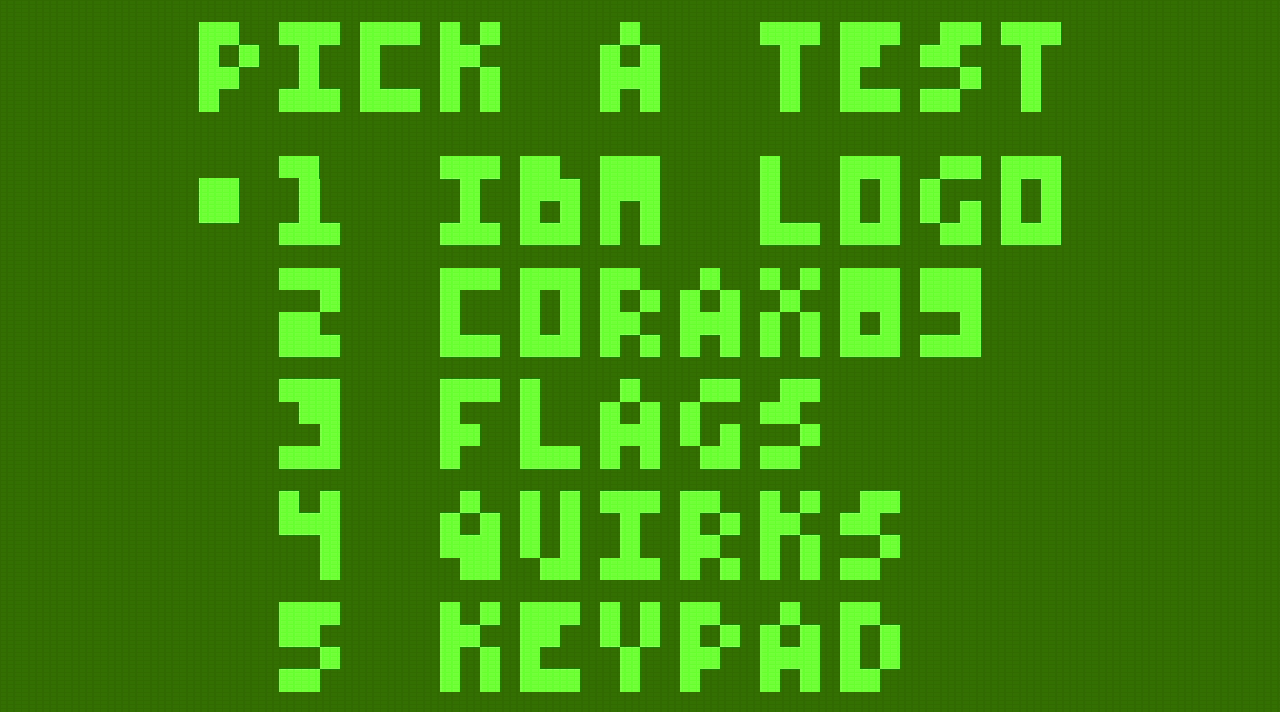 PICK A TEST
1 IBM LOGO
2 CORAX89
3 FLAGS
4 QUIRKS
5 KEYPAD